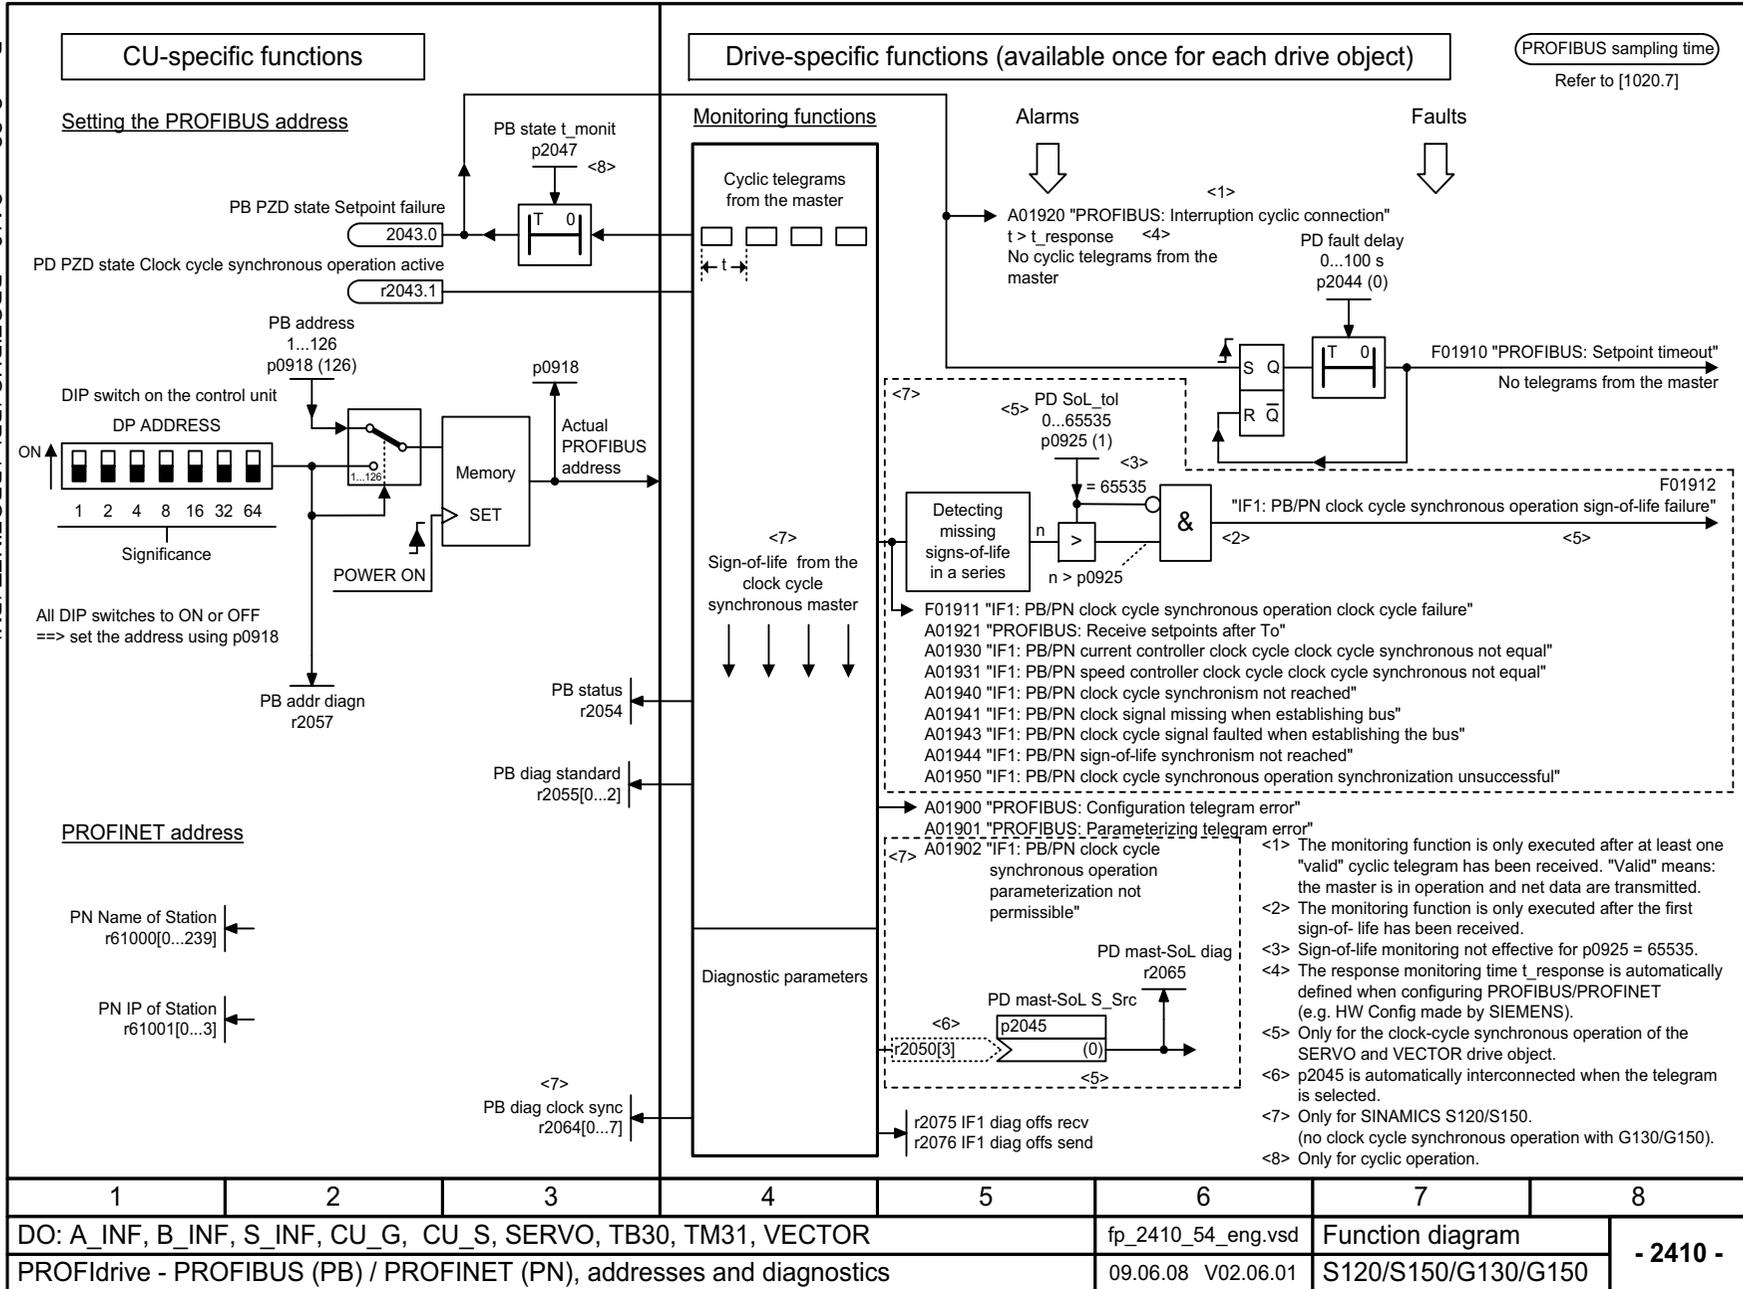 CU-specific functions
Drive-specific functions (available once for each drive object)
PROFIBUS sampling time
Refer to [1020.7]
Setting the PROFIBUS address
PB state t_monit
p2047
<8>
T 0
PB PZD state Setpoint failure
2043.0
PD PZD state Clock cycle synchronous operation active
r2043.1
PB address
1...126
p0918 (126)
p0918
DIP switch on the control unit
DP ADDRESS
ON
1 2 4 8 16 32 64
Significance
1...126
Memory
SET
Actual
PROFIBUS
address
POWER ON
All DIP switches to ON or OFF
==> set the address using p0918
PB addr diagn
r2057
PB status
r2054
PB diag standard
r2055[0...2]
PROFINET address
PN Name of Station
r61000[0...239]
PN IP of Station
r61001[0...3]
<7>
PB diag clock sync
r2064[0...7]
Monitoring functions
Cyclic telegrams
from the master
t
<7>
Sign-of-life from the
clock cycle
synchronous master
Diagnostic parameters
Alarms
Faults
<1>
A01920 "PROFIBUS: Interruption cyclic connection"
t > t_response <4>
No cyclic telegrams from the
master
PD fault delay
0...100 s
p2044 (0)
T 0
S Q
R Q
F01910 "PROFIBUS: Setpoint timeout"
No telegrams from the master
<7>
<5>
PD SoL_tol
0...65535
p0925 (1)
<3>
= 65535
Detecting
missing
signs-of-life
in a series
n
>
n > p0925
&
F01912
"IF1: PB/PN clock cycle synchronous operation sign-of-life failure"
<2>
<5>
F01911 "IF1: PB/PN clock cycle synchronous operation clock cycle failure"
A01921 "PROFIBUS: Receive setpoints after To"
A01930 "IF1: PB/PN current controller clock cycle clock cycle synchronous not equal"
A01931 "IF1: PB/PN speed controller clock cycle clock cycle synchronous not equal"
A01940 "IF1: PB/PN clock cycle synchronism not reached"
A01941 "IF1: PB/PN clock signal missing when establishing bus"
A01943 "IF1: PB/PN clock cycle signal faulted when establishing the bus"
A01944 "IF1: PB/PN sign-of-life synchronism not reached"
A01950 "IF1: PB/PN clock cycle synchronous operation synchronization unsuccessful"
A01900 "PROFIBUS: Configuration telegram error"
A01901 "PROFIBUS: Parameterizing telegram error"
<7> A01902 "IF1: PB/PN clock cycle
synchronous operation
parameterization not
permissible"
PD mast-SoL diag
r2065
PD mast-SoL S_Src
<6>
p2045
r2050[3]
(0)
<5>
r2075 IF1 diag offs recv
r2076 IF1 diag offs send
<1> The monitoring function is only executed after at least one
"valid" cyclic telegram has been received. "Valid" means:
the master is in operation and net data are transmitted.
<2> The monitoring function is only executed after the first
sign-of- life has been received.
<3> Sign-of-life monitoring not effective for p0925 = 65535.
<4> The response monitoring time t_response is automatically
defined when configuring PROFIBUS/PROFINET
(e.g. HW Config made by SIEMENS).
<5> Only for the clock-cycle synchronous operation of the
SERVO and VECTOR drive object.
<6> p2045 is automatically interconnected when the telegram
is selected.
<7> Only for SINAMICS S120/S150.
(no clock cycle synchronous operation with G130/G150).
<8> Only for cyclic operation.
1 2 3 4 5 6 7 8
DO: A_INF, B_INF, S_INF, CU_G, CU_S, SERVO, TB30, TM31, VECTOR
fp_2410_54_eng.vsd
Function diagram
- 2410 -
PROFIdrive - PROFIBUS (PB) / PROFINET (PN), addresses and diagnostics
09.06.08 V02.06.01
S120/S150/G130/G150